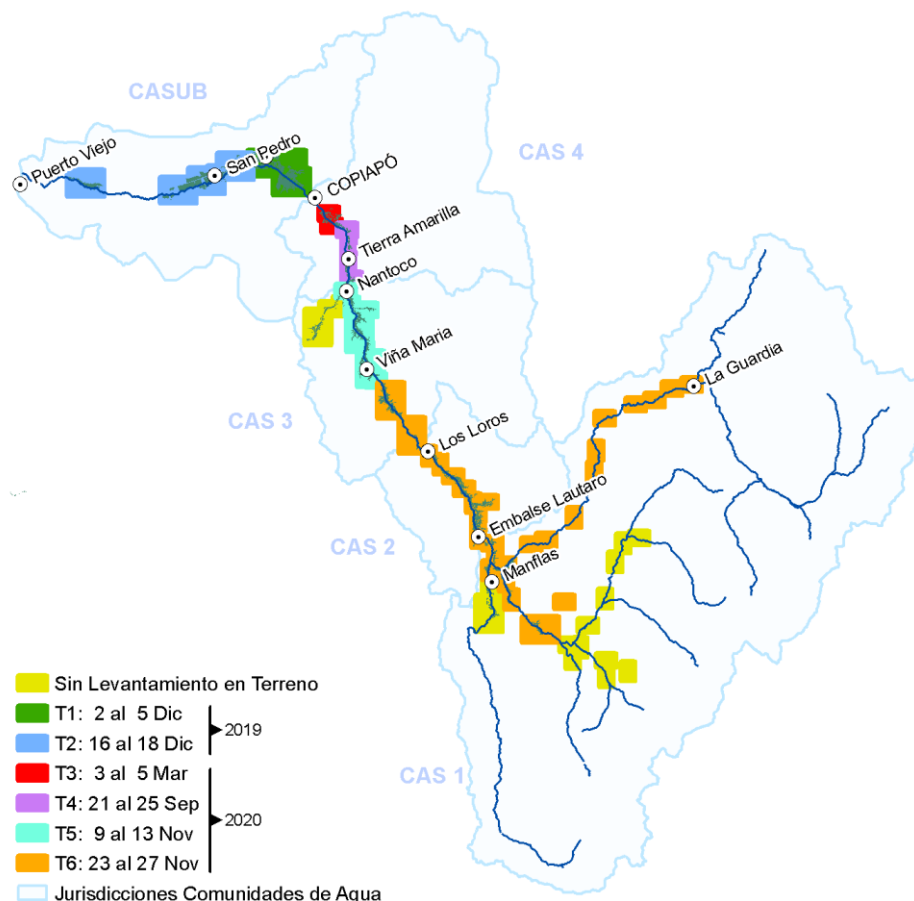 CASUB
Puerto Viejo
San Pedro
COPIAPÓ
CAS 4
Tierra Amarilla
Nantoco
Viña Maria
La Guardia
CAS 3
Los Loros
Embalse Lautaro
CAS 2
Manflas
CAS 1
Sin Levantamiento en Terreno
T1: 2 al 5 Dic
2019
T2: 16 al 18 Dic
T3: 3 al 5 Mar
T4: 21 al 25 Sep
2020
T5: 9 al 13 Nov
T6: 23 al 27 Nov
Jurisdicciones Comunidades de Agua